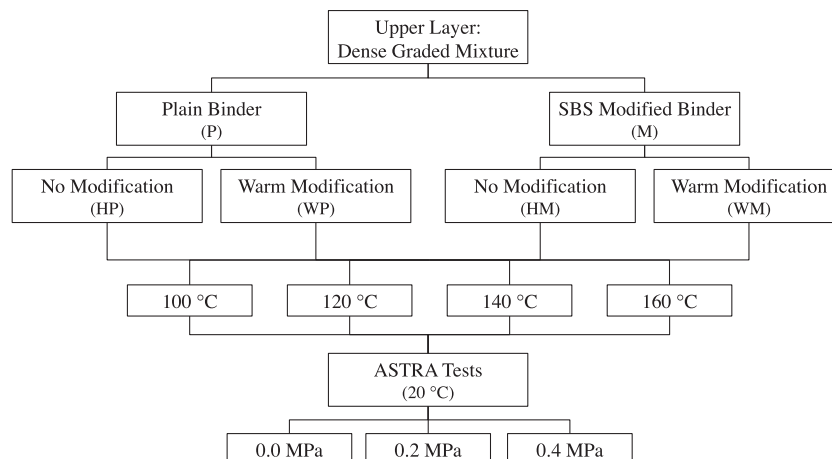 Upper Layer:
Dense Graded Mixture
Plain Binder
(P)
SBS Modified Binder
(M)
No Modification
(HP)
Warm Modification
(WP)
No Modification
(HM)
Warm Modification
(WM)
100 °C
120 °C
140 °C
160 °C
ASTRA Tests
(20 °C)
0.0 MPa
0.2 MPa
0.4 MPa